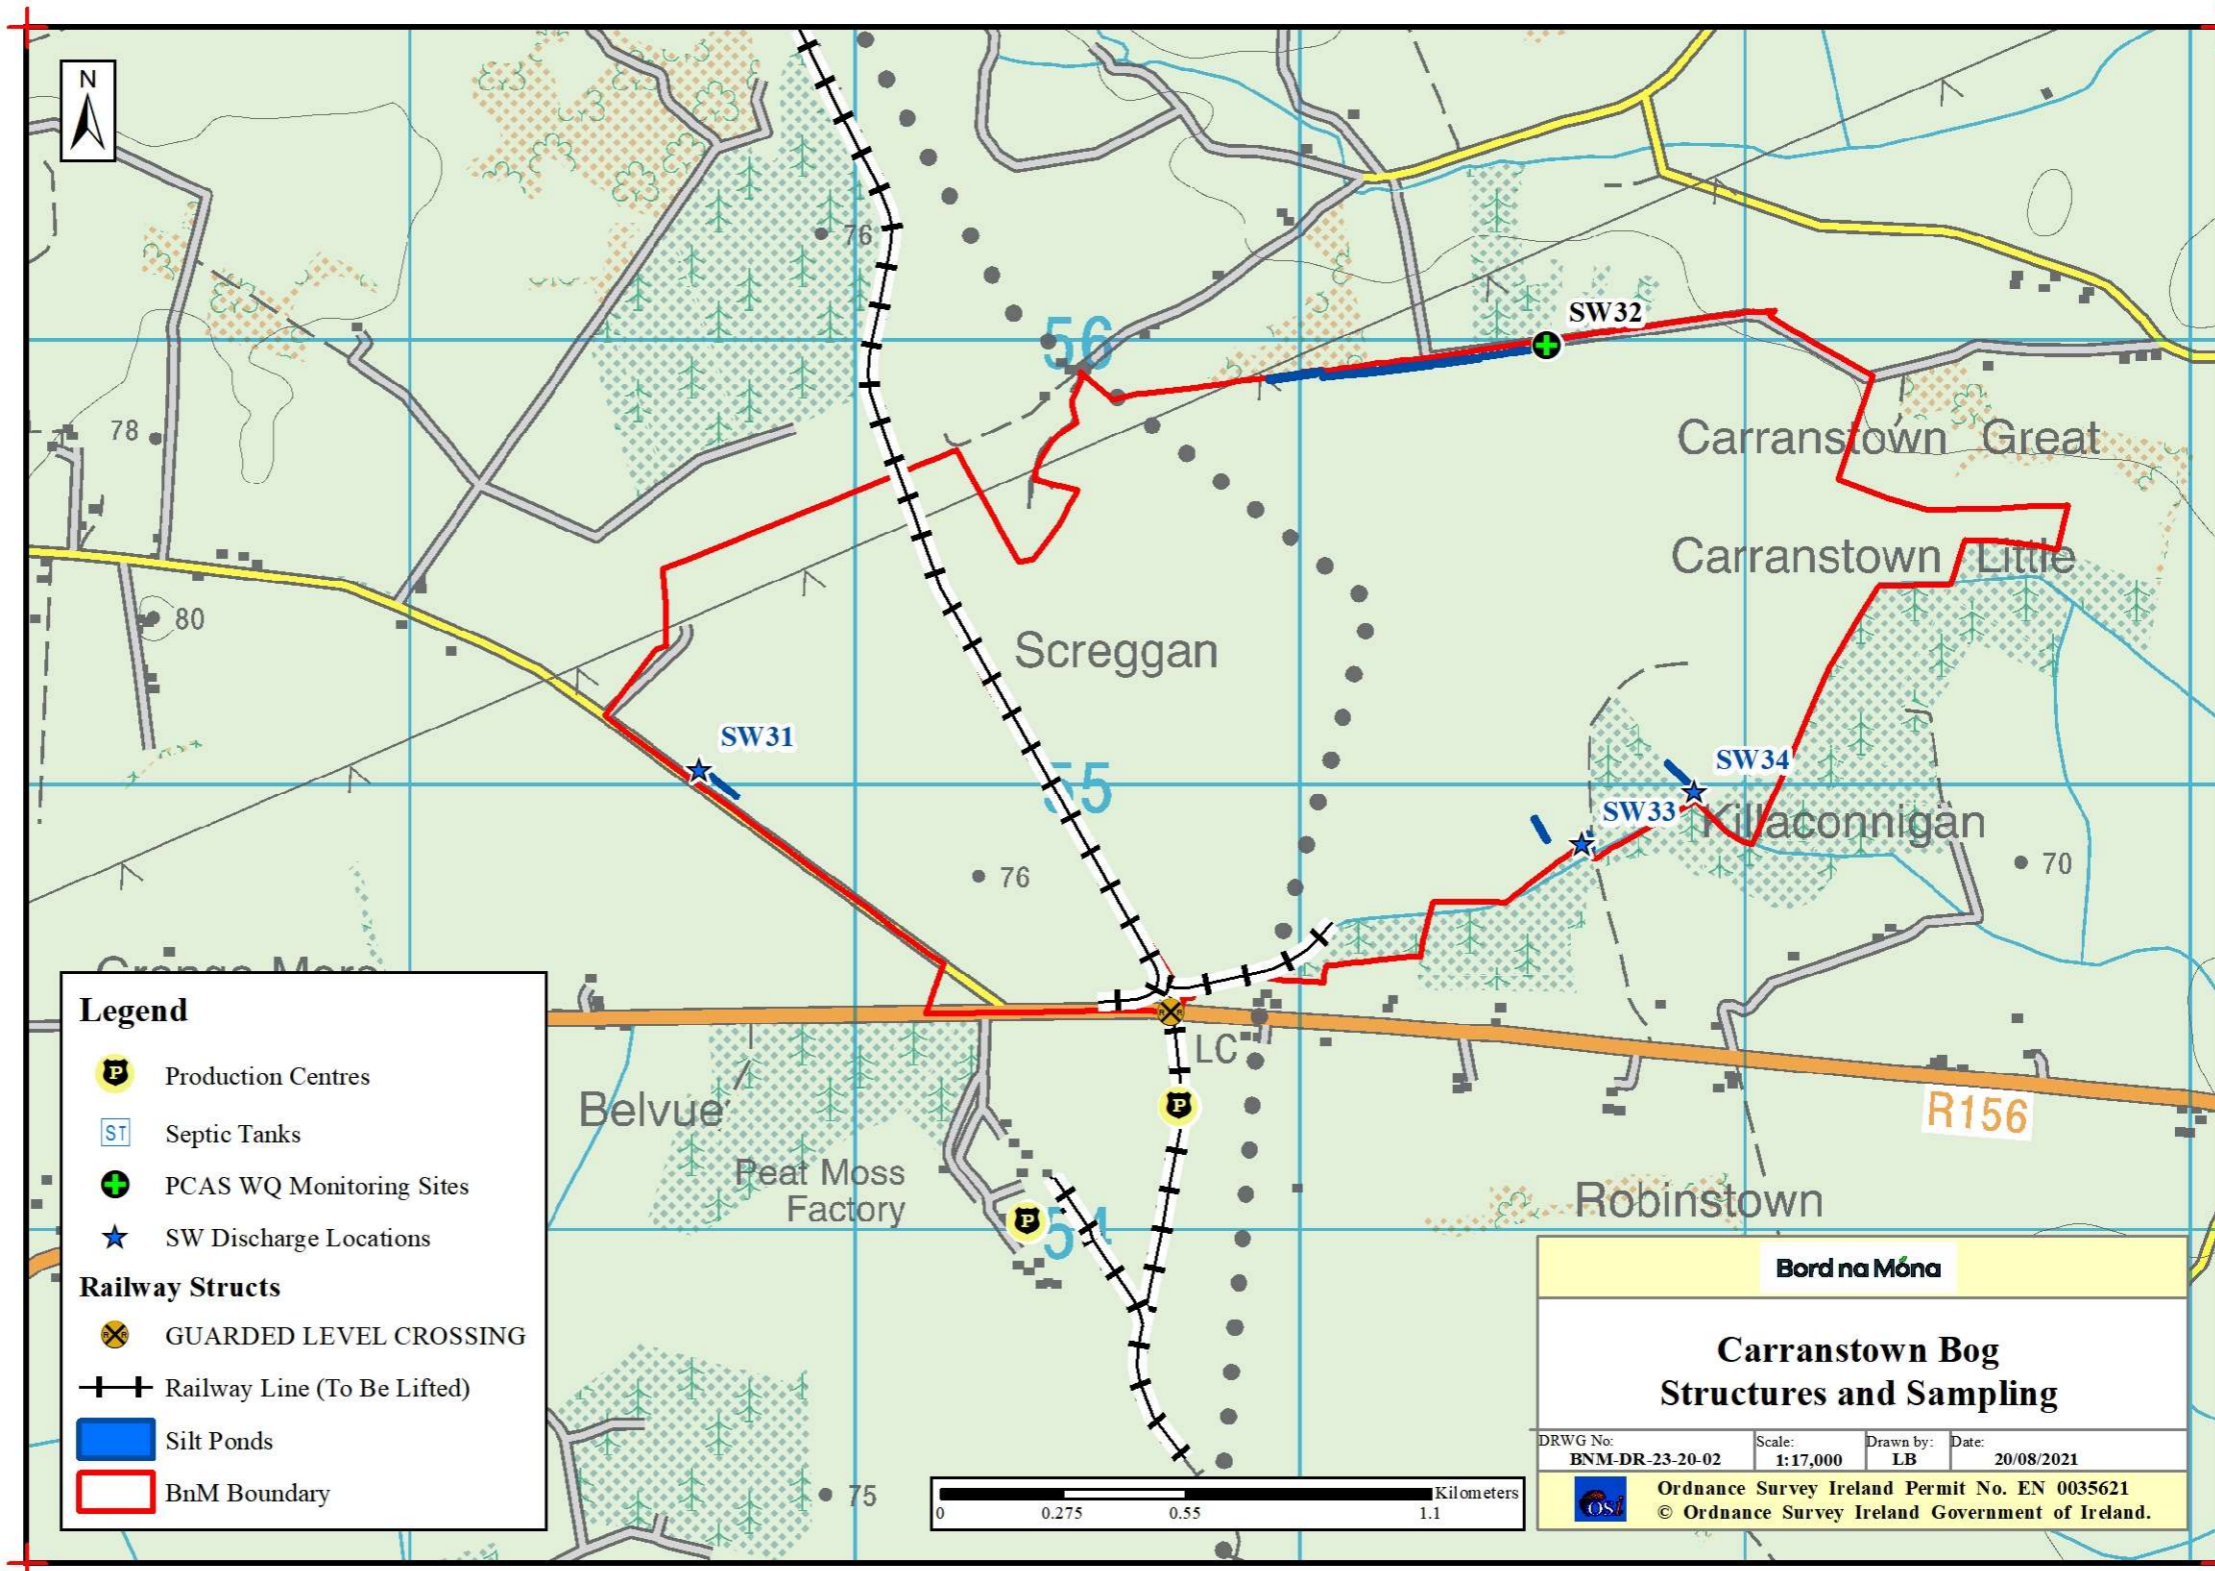 N
76
56
SW32
78
Carranstown Great
Carranstown Little
80
Screggan
SW31
SW34
55
SW33
Killaconnigan
76
70
LC
Belvue
R156
Peat Moss
Factory
Robinstown
54
75
Legend
P Production Centres
ST Septic Tanks
PCAS WQ Monitoring Sites
SW Discharge Locations
Railway Structs
GUARDED LEVEL CROSSING
Railway Line (To Be Lifted)
Silt Ponds
BnM Boundary
P
P
Kilometers
0 0.275 0.55 1.1
Bord na Móna
Carranstown Bog
Structures and Sampling
DRWG No: Scale: Drawn by: Date:
BNM-DR-23-20-02 1:17,000 LB 20/08/2021
Osi
Ordnance Survey Ireland Permit No. EN 0035621
© Ordnance Survey Ireland Government of Ireland.